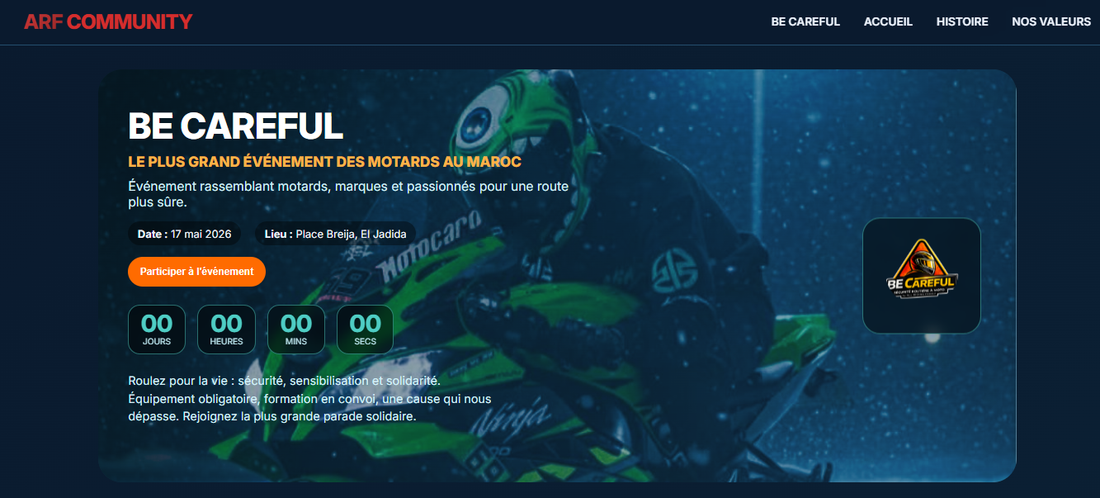 ARF COMMUNITY
BE CAREFUL ACCUEIL HISTOIRE NOS VALEURS
BE CAREFUL
LE PLUS GRAND ÉVÉNEMENT DES MOTARDS AU MAROC
Événement rassemblant motards, marques et passionnés pour une route
plus sûre.
Date : 17 mai 2026 Lieu : Place Breija, El Jadida
Participer à l'événement
00 00 00 00
JOURS HEURES MINS SECS
Roulez pour la vie : sécurité, sensibilisation et solidarité.
Équipement obligatoire, formation en convoi, une cause qui nous
dépasse. Rejoignez la plus grande parade solidaire.
Motocard
Ninja
BE CAREFUL